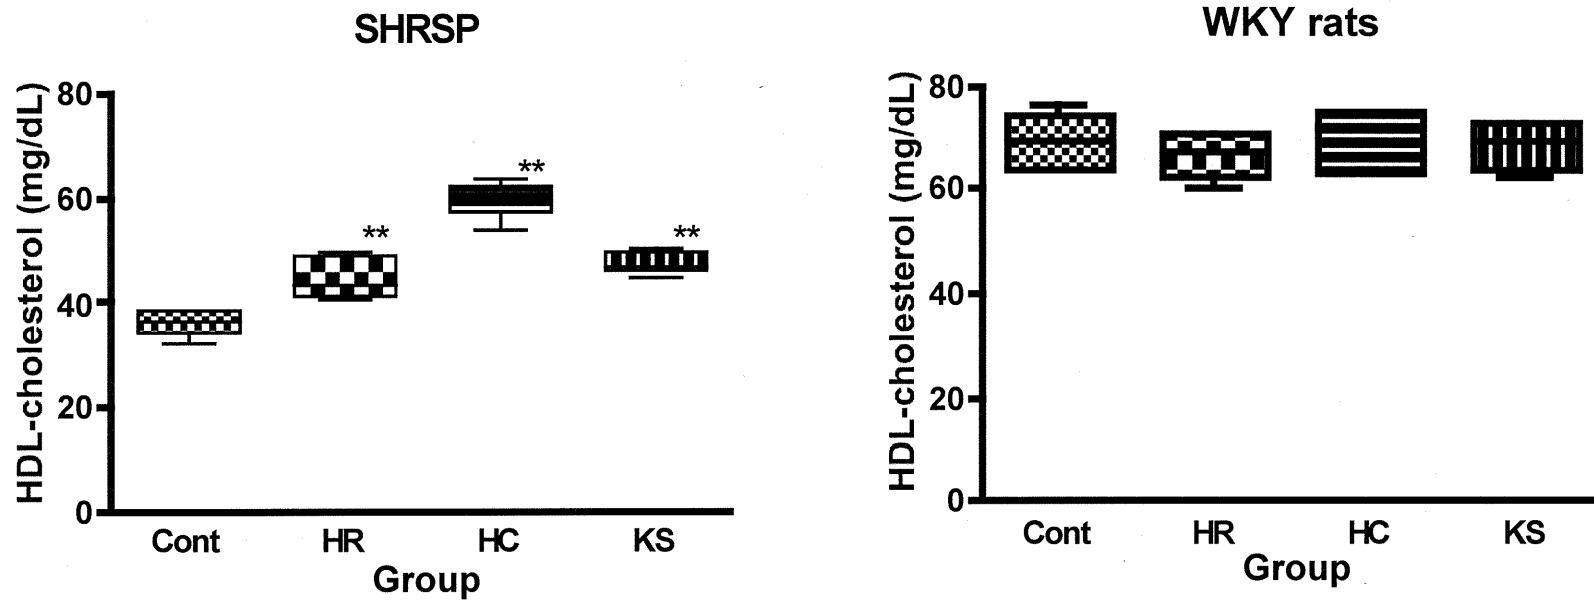 SHRSP
HDL-cholesterol (mg/dL)
80
60
40
20
0
**
**
**
Cont HR HC KS
Group
WKY rats
HDL-cholesterol (mg/dL)
80
60
40
20
0
Cont HR HC KS
Group